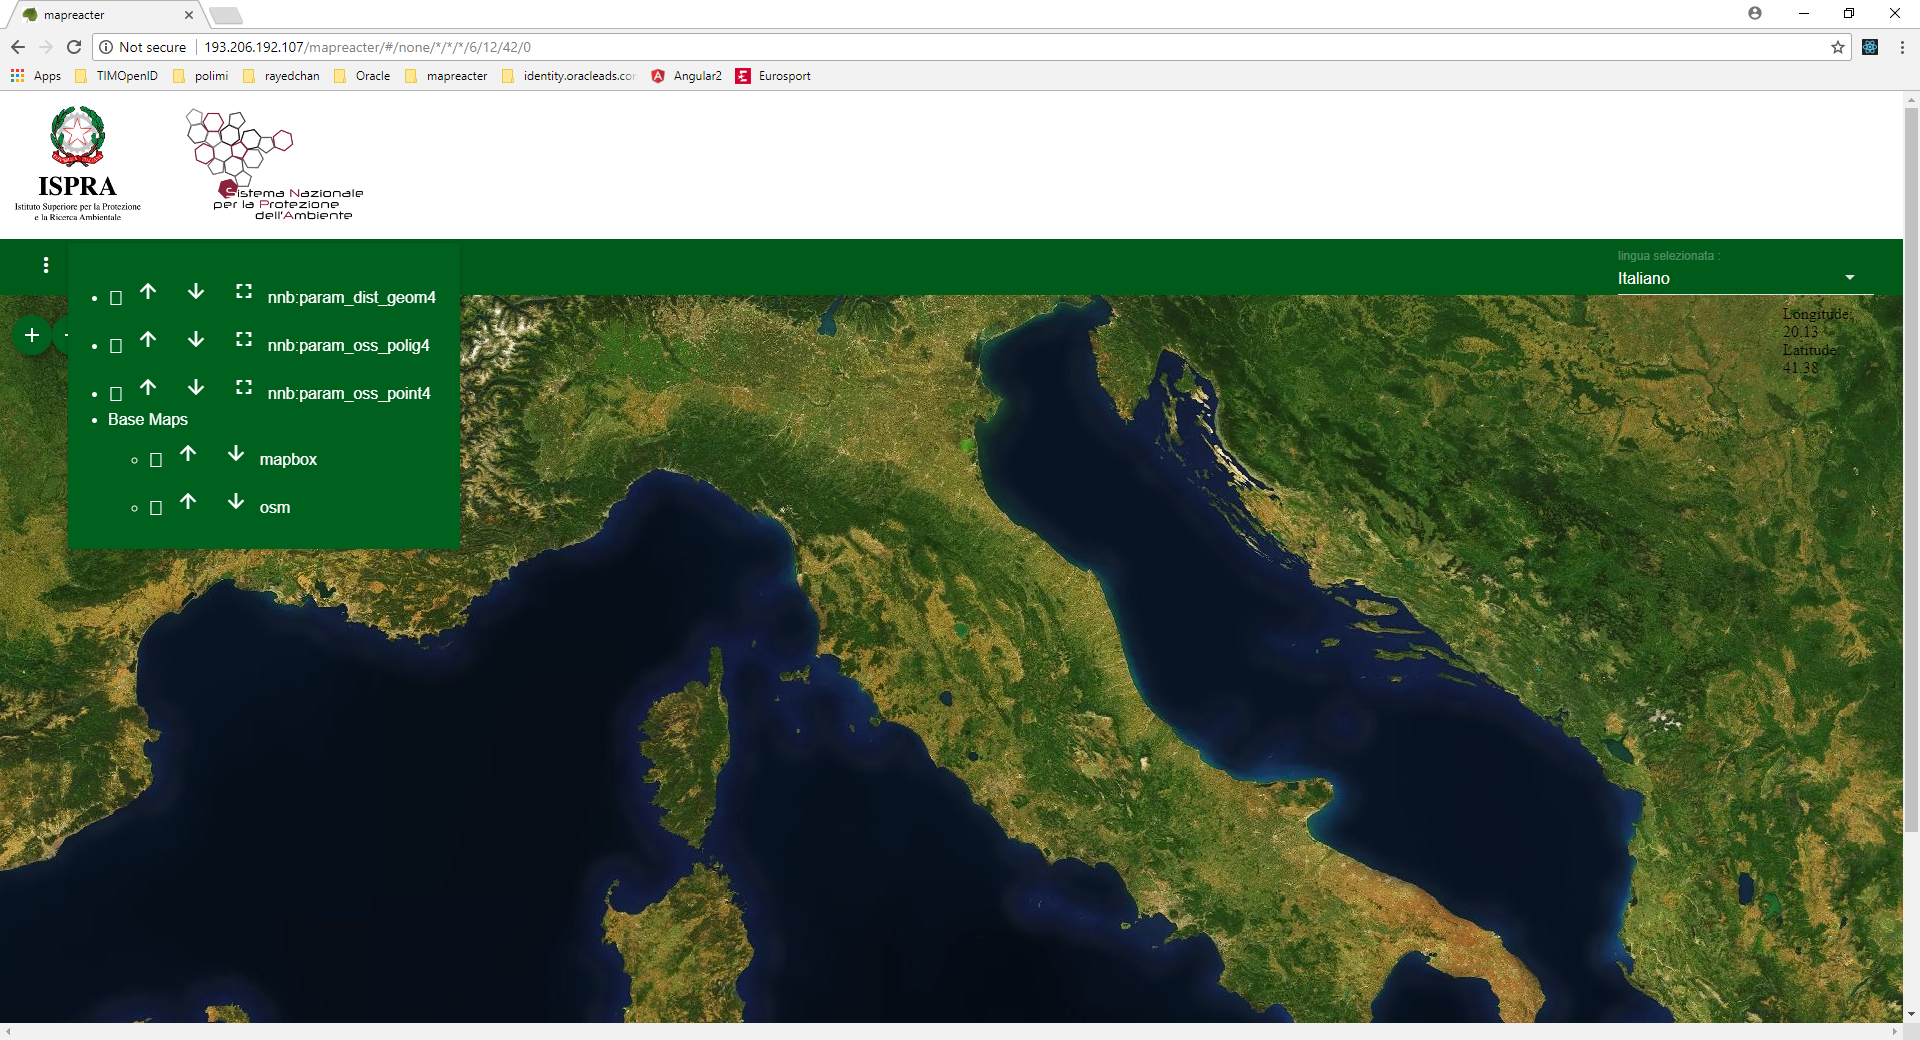 mapreacter
Not secure
193.206.192.107/mapreacter/#/none/*/*/*/6/12/42/0
Apps
TIMOpenID
polimi
rayedchan
Oracle
mapreacter
identity.oracleads.cor
Angular2
Eurosport
ISPRA
Istituto Superiore per la Protezione
e la Ricerca Ambientale
Sistema Nazionale
per la Protezione
dell'Ambiente
lingua selezionata :
Italiano
nnb:param_dist_geom4
nnb:param_oss_polig4
nnb:param_oss_point4
Base Maps
mapbox
osm
Longitude:
20.13
Latitude:
41.38